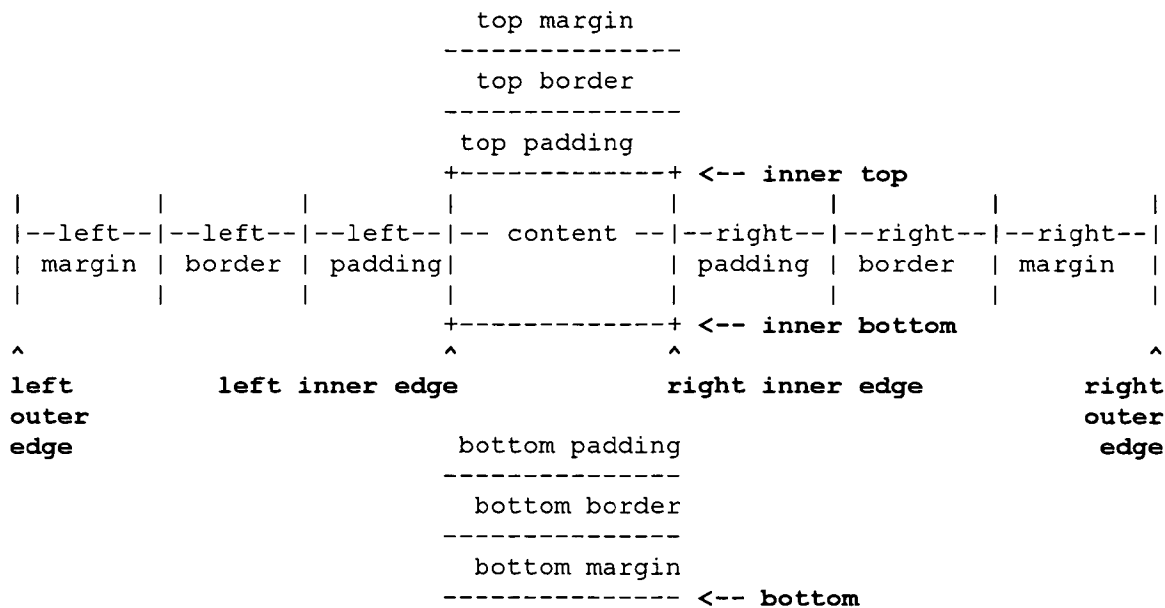 top margin
---------------
top border
---------------
top padding
+-------------+ <-- inner top
| | | | | | | |
|--left--|--left--|--left--|-- content --|--right--|--right--|--right--|
| margin | border | padding| | padding | border | margin |
| | | | | | | |
+-------------+ <-- inner bottom
^ ^ ^ ^
left left inner edge right inner edge right
outer outer
edge edge
bottom padding
---------------
bottom border
---------------
bottom margin
--------------- <-- bottom